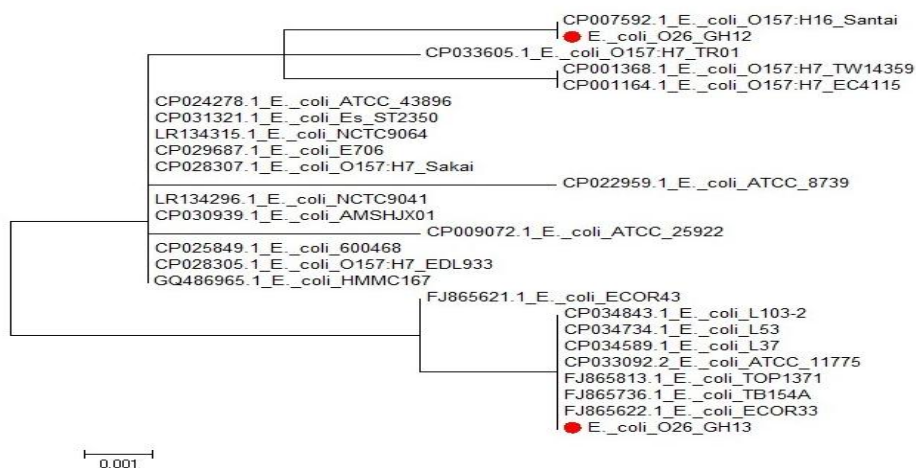 CP007592.1_E._coli_O157:H16_Santai
E._coli_O26_GH12
CP033605.1_E._coli_O157:H7_TR01
CP001368.1_E._coli_O157:H7_TW14359
CP001164.1_E._coli_O157:H7_EC4115
CP024278.1_E._coli_ATCC_43896
CP031321.1_E._coli_Es_ST2350
LR134315.1_E._coli_NCTC9064
CP029687.1_E._coli_E706
CP028307.1_E._coli_O157:H7_Sakai
CP022959.1_E._coli_ATCC_8739
LR134296.1_E._coli_NCTC9041
CP030939.1_E._coli_AMSHJX01
CP009072.1_E._coli_ATCC_25922
CP025849.1_E._coli_600468
CP028305.1_E._coli_O157:H7_EDL933
GQ486965.1_E._coli_HMMC167
FJ865621.1_E._coli_ECOR43
CP034843.1_E._coli_L103-2
CP034734.1_E._coli_L53
CP034589.1_E._coli_L37
CP033092.2_E._coli_ATCC_11775
FJ865813.1_E._coli_TOP1371
FJ865736.1_E._coli_TB154A
FJ865622.1_E._coli_ECOR33
E._coli_O26_GH13
0.001